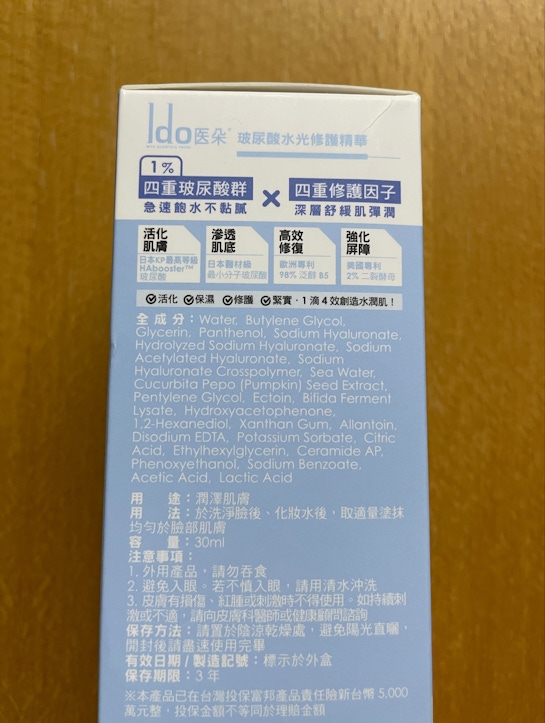 Ido医朵® 玻尿酸水光修護精華
1%
四重玻尿酸群 × 四重修護因子
急速飽水不黏膩 深層舒緩肌彈潤
活化 滲透 高效 強化
肌膚 肌底 修復 屏障
日本KP最高等級 日本醫材級 歐洲專利 美國專利
HAbooster™ 最小分子玻尿酸 98% 泛醇 B5 2% 二裂酵母
玻尿酸
活化 保濕 修護 緊實・1 滴 4 效創造水潤肌！
全成分：Water, Butylene Glycol,
Glycerin, Panthenol, Sodium Hyaluronate,
Hydrolyzed Sodium Hyaluronate, Sodium
Acetylated Hyaluronate, Sodium
Hyaluronate Crosspolymer, Sea Water,
Cucurbita Pepo (Pumpkin) Seed Extract,
Pentylene Glycol, Ectoin, Bifida Ferment
Lysate, Hydroxyacetophenone,
1,2-Hexanediol, Xanthan Gum, Allantoin,
Disodium EDTA, Potassium Sorbate, Citric
Acid, Ethylhexylglycerin, Ceramide AP,
Phenoxyethanol, Sodium Benzoate,
Acetic Acid, Lactic Acid
用 途：潤澤肌膚
用 法：於洗淨臉後、化妝水後，取適量塗抹
均勻於臉部肌膚
容 量：30ml
注意事項：
1. 外用產品，請勿吞食
2. 避免入眼。若不慎入眼，請用清水沖洗
3. 皮膚有損傷、紅腫或刺激時不得使用。如持續刺
激或不適，請向皮膚科醫師或健康顧問諮詢
保存方法：請置於陰涼乾燥處，避免陽光直曬，
開封後請盡速使用完畢
有效日期/製造記號：標示於外盒
保存期限：3 年
※本產品已在台灣投保富邦產品責任險新台幣 5,000
萬元整，投保金額不等同於理賠金額